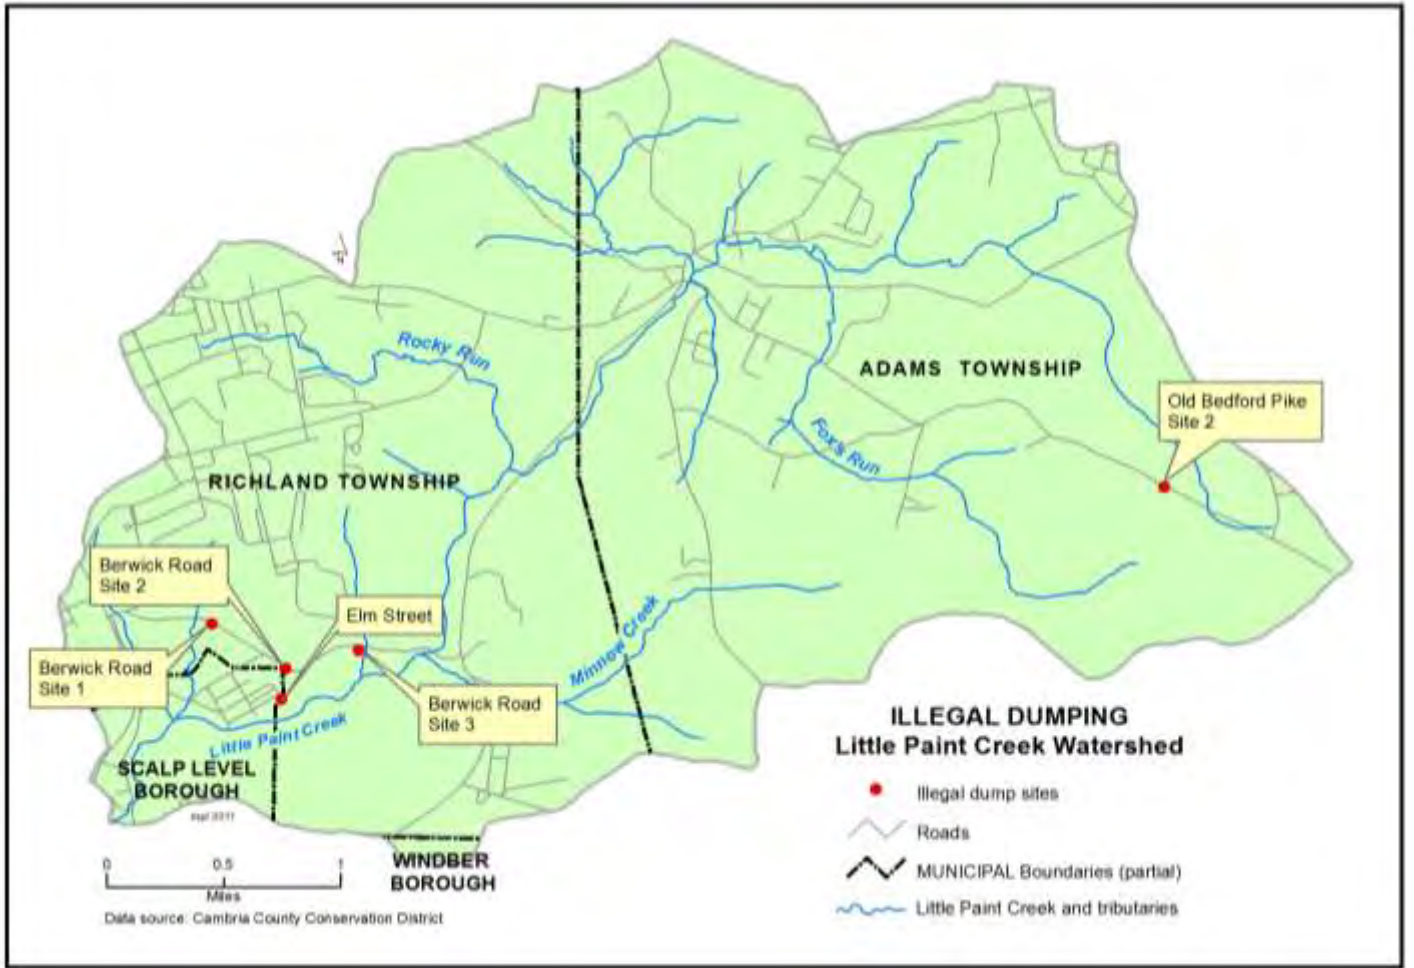 Rocky Run
ADAMS TOWNSHIP
Old Bedford Pike
Site 2
Fox's Run
RICHLAND TOWNSHIP
Berwick Road
Site 2
Elm Street
Minnow Creek
Berwick Road
Site 1
Berwick Road
Site 3
Little Paint Creek
SCALP LEVEL
BOROUGH
WINDBER
BOROUGH
0 0.5 1
Miles
Data source: Cambria County Conservation District
ILLEGAL DUMPING
Little Paint Creek Watershed
Illegal dump sites
Roads
MUNICIPAL Boundaries (partial)
Little Paint Creek and tributaries